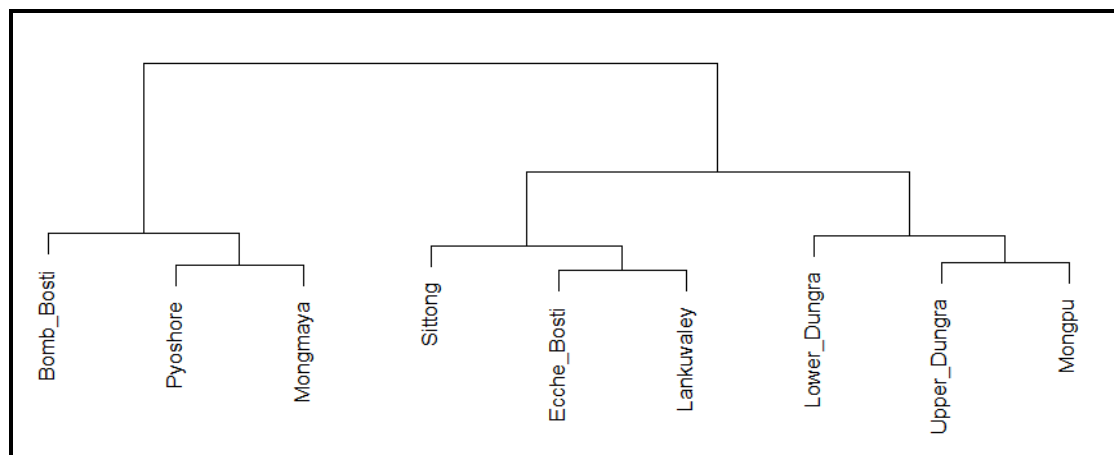 Bomb_Bosti
Pyoshore
Mongmaya
Sittong
Ecche_Bosti
Lankuvaley
Lower_Dungra
Upper_Dungra
Mongpu